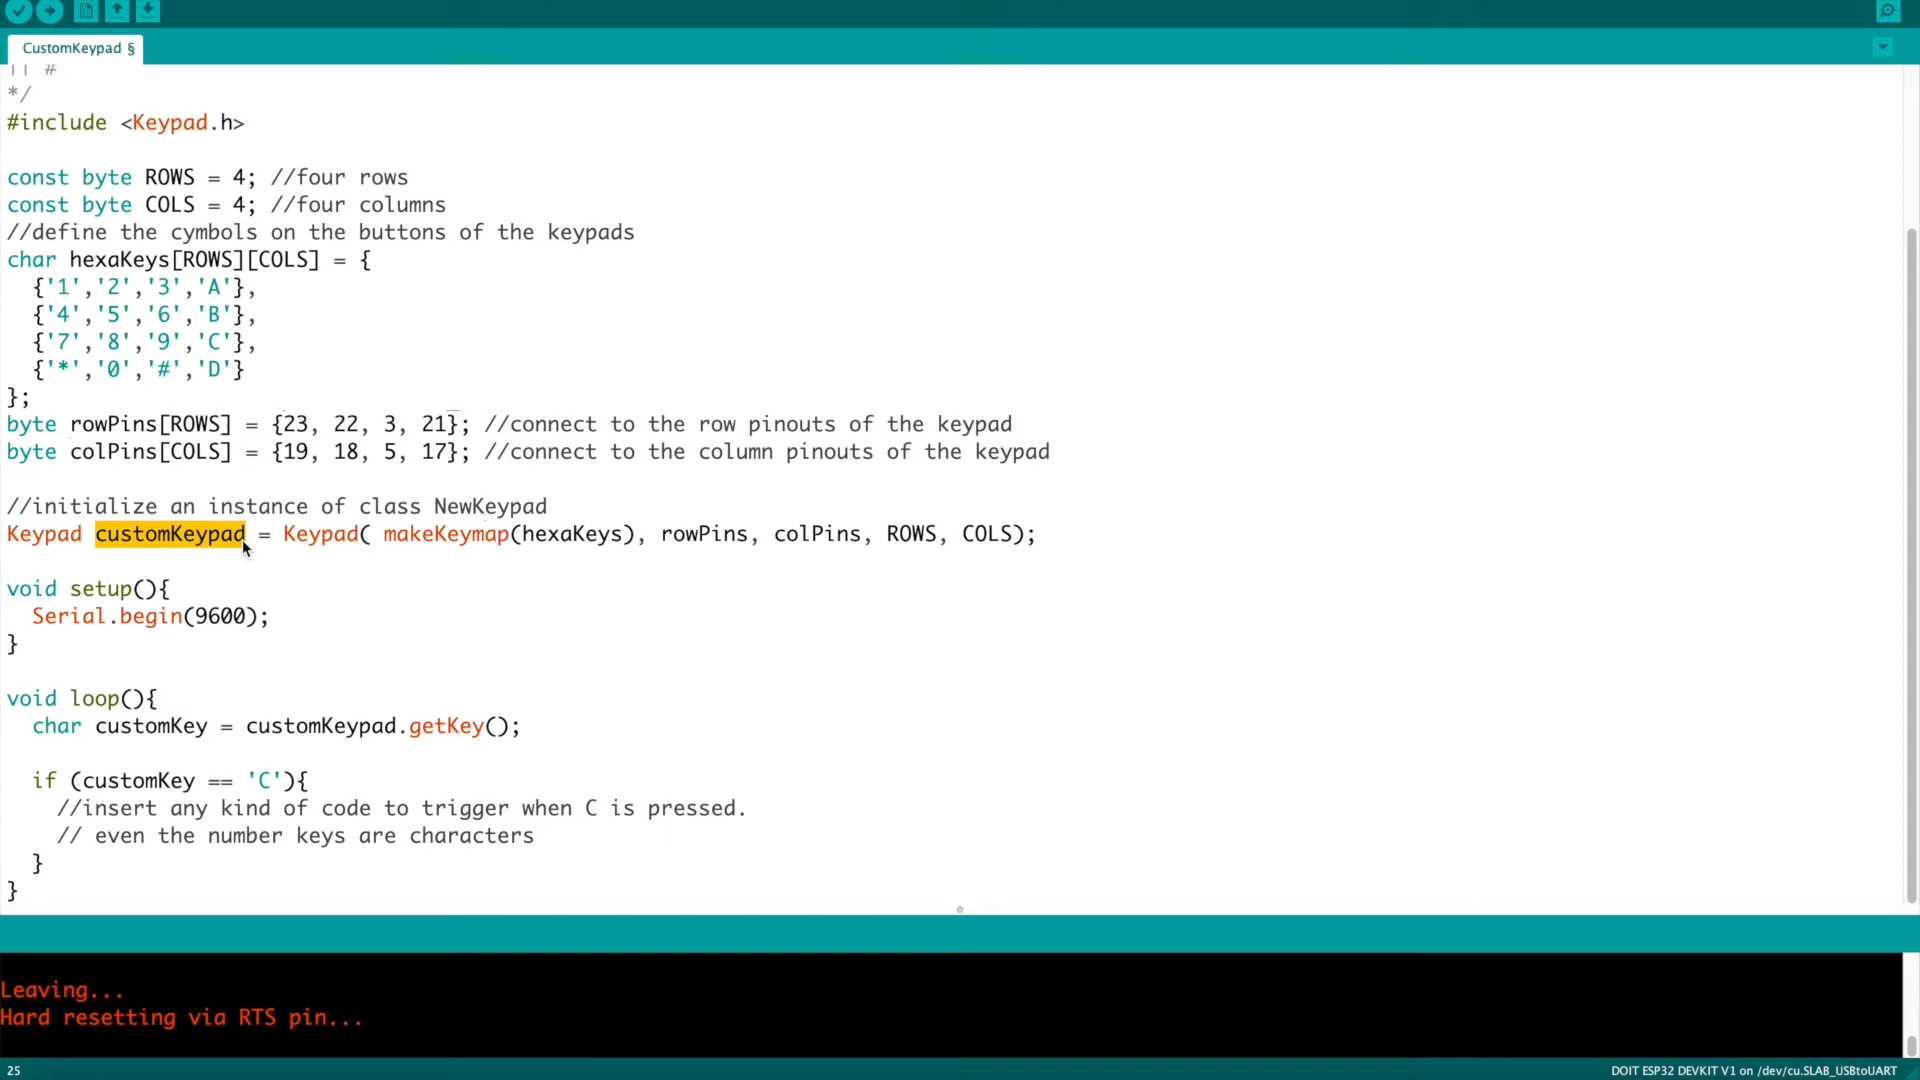 CustomKeypad §
|| #
*/
#include <Keypad.h>
const byte ROWS = 4; //four rows
const byte COLS = 4; //four columns
//define the cymbols on the buttons of the keypads
char hexaKeys[ROWS][COLS] = {
  {'1','2','3','A'},
  {'4','5','6','B'},
  {'7','8','9','C'},
  {'*','0','#','D'}
};
byte rowPins[ROWS] = {23, 22, 3, 21}; //connect to the row pinouts of the keypad
byte colPins[COLS] = {19, 18, 5, 17}; //connect to the column pinouts of the keypad
//initialize an instance of class NewKeypad
Keypad customKeypad = Keypad( makeKeymap(hexaKeys), rowPins, colPins, ROWS, COLS);
void setup(){
  Serial.begin(9600);
}
void loop(){
  char customKey = customKeypad.getKey();
  if (customKey == 'C'){
    //insert any kind of code to trigger when C is pressed.
    // even the number keys are characters
  }
}
Leaving...
Hard resetting via RTS pin...
25
DOIT ESP32 DEVKIT V1 on /dev/cu.SLAB_USBtoUART